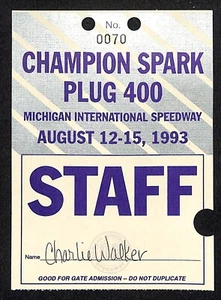 No.
0070
CHAMPION SPARK
PLUG 400
MICHIGAN INTERNATIONAL SPEEDWAY
AUGUST 12-15, 1993
STAFF
Name Charlie Walker
GOOD FOR GATE ADMISSION – DO NOT DUPLICATE